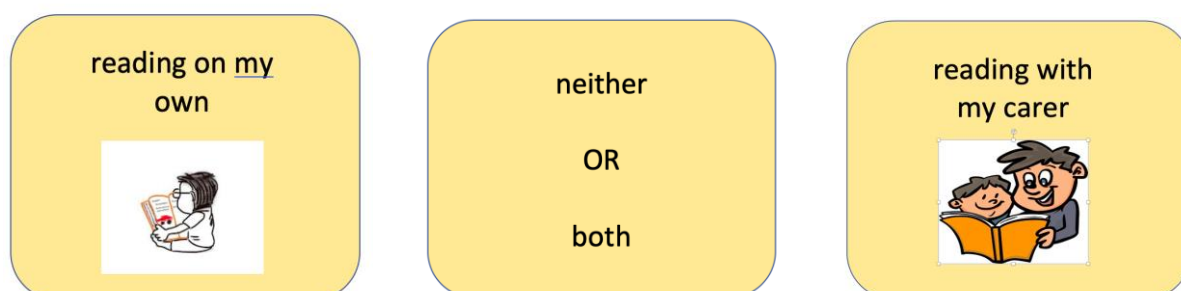 reading on my
own
neither
OR
both
reading with
my carer